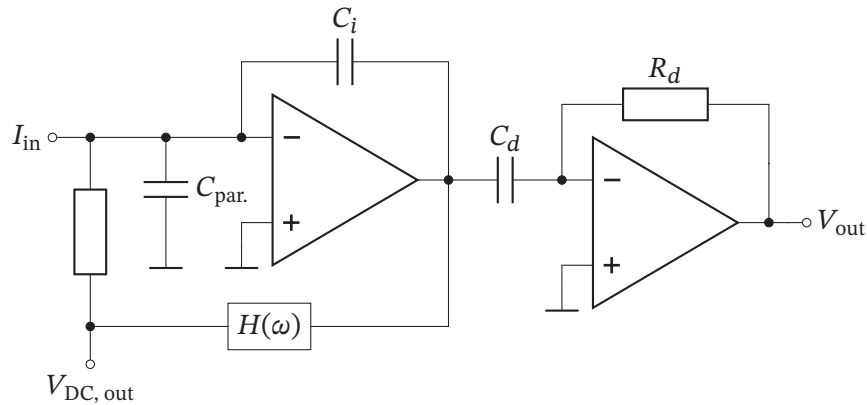 C_i
R_d
I_in
−
C_d
C_par.
−
+
V_out
+
H(ω)
V_DC, out